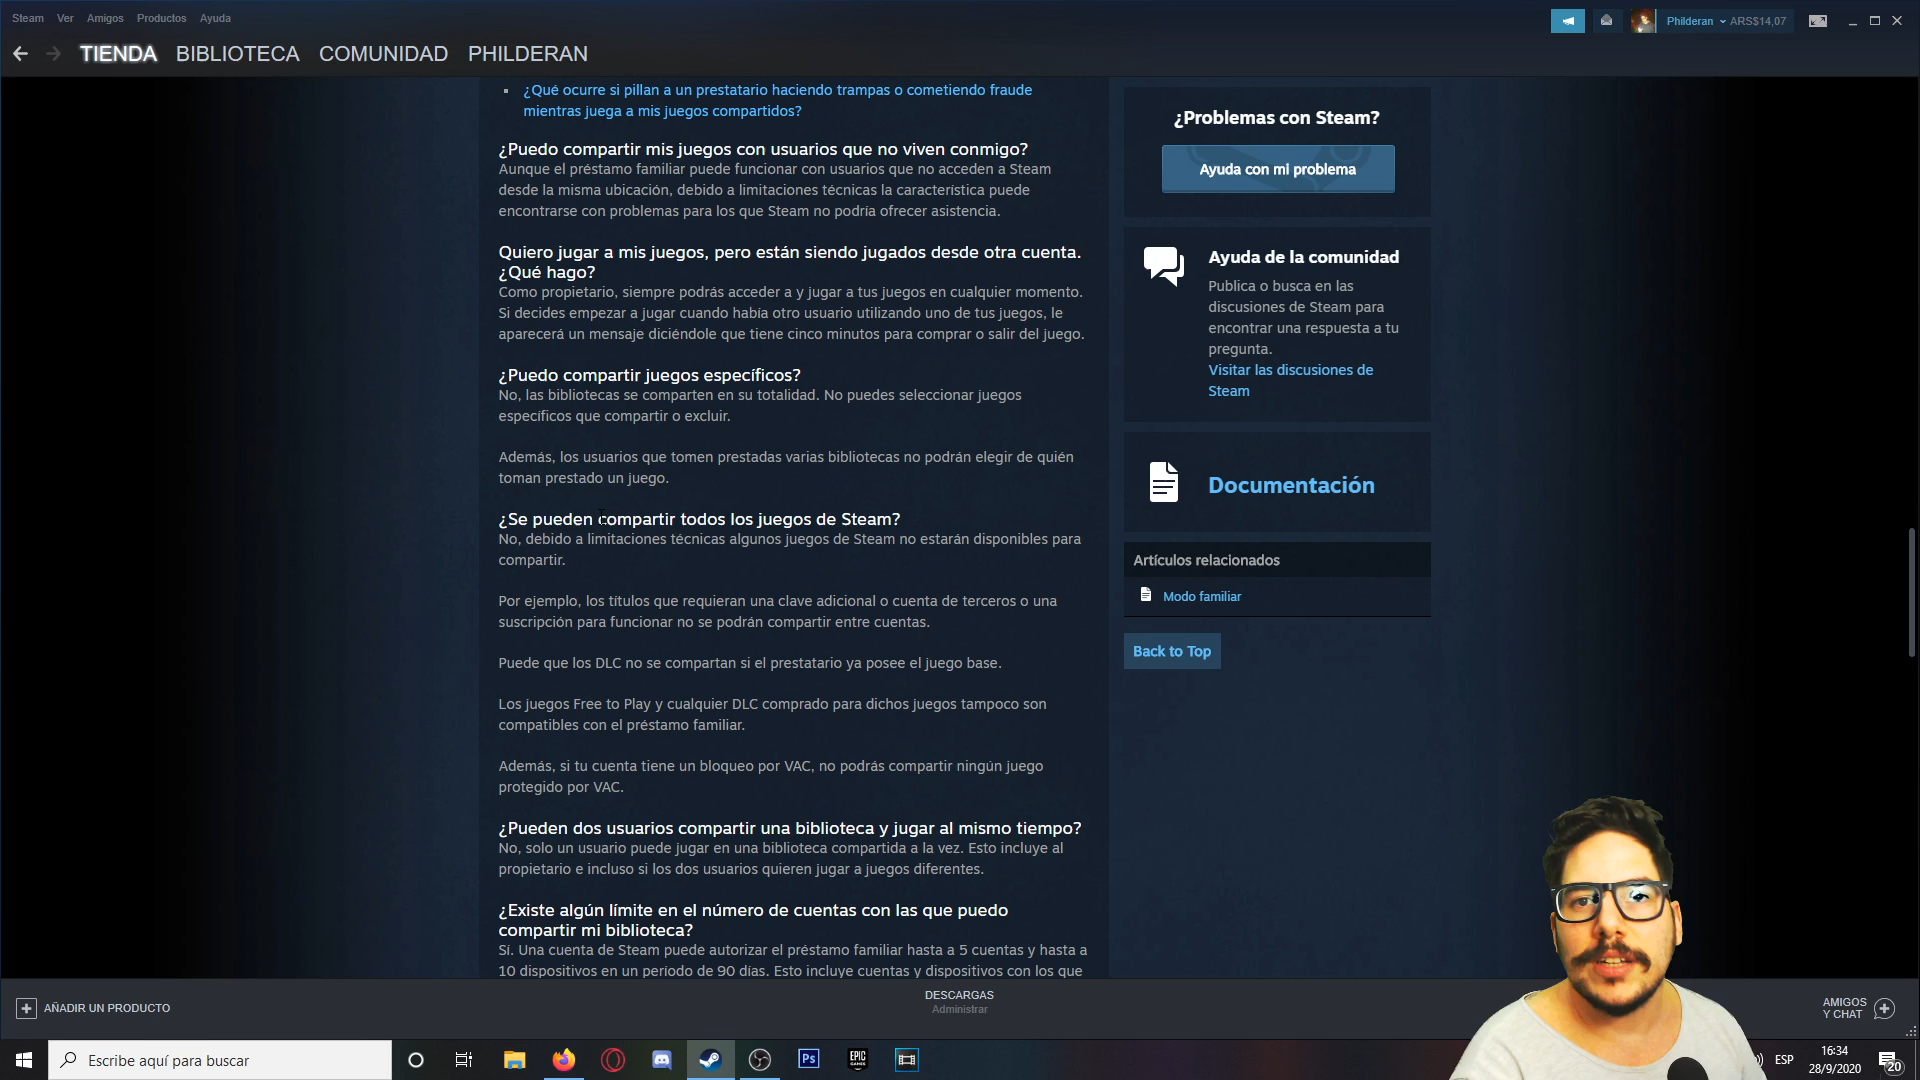 Steam Ver Amigos Productos Ayuda
Philderan ARS$14,07
TIENDA BIBLIOTECA COMUNIDAD PHILDERAN
¿Qué ocurre si pillan a un prestatario haciendo trampas o cometiendo fraude
mientras juega a mis juegos compartidos?
¿Puedo compartir mis juegos con usuarios que no viven conmigo?
Aunque el préstamo familiar puede funcionar con usuarios que no acceden a Steam
desde la misma ubicación, debido a limitaciones técnicas la característica puede
encontrarse con problemas para los que Steam no podría ofrecer asistencia.
Quiero jugar a mis juegos, pero están siendo jugados desde otra cuenta.
¿Qué hago?
Como propietario, siempre podrás acceder a y jugar a tus juegos en cualquier momento.
Si decides empezar a jugar cuando había otro usuario utilizando uno de tus juegos, le
aparecerá un mensaje diciéndole que tiene cinco minutos para comprar o salir del juego.
¿Puedo compartir juegos específicos?
No, las bibliotecas se comparten en su totalidad. No puedes seleccionar juegos
específicos que compartir o excluir.
Además, los usuarios que tomen prestadas varias bibliotecas no podrán elegir de quién
toman prestado un juego.
¿Se pueden compartir todos los juegos de Steam?
No, debido a limitaciones técnicas algunos juegos de Steam no estarán disponibles para
compartir.
Por ejemplo, los títulos que requieran una clave adicional o cuenta de terceros o una
suscripción para funcionar no se podrán compartir entre cuentas.
Puede que los DLC no se compartan si el prestatario ya posee el juego base.
Los juegos Free to Play y cualquier DLC comprado para dichos juegos tampoco son
compatibles con el préstamo familiar.
Además, si tu cuenta tiene un bloqueo por VAC, no podrás compartir ningún juego
protegido por VAC.
¿Pueden dos usuarios compartir una biblioteca y jugar al mismo tiempo?
No, solo un usuario puede jugar en una biblioteca compartida a la vez. Esto incluye al
propietario e incluso si los dos usuarios quieren jugar a juegos diferentes.
¿Existe algún límite en el número de cuentas con las que puedo
compartir mi biblioteca?
Sí. Una cuenta de Steam puede autorizar el préstamo familiar hasta a 5 cuentas y hasta a
10 dispositivos en un período de 90 días. Esto incluye cuentas y dispositivos con los que
¿Problemas con Steam?
Ayuda con mi problema
Ayuda de la comunidad
Publica o busca en las
discusiones de Steam para
encontrar una respuesta a tu
pregunta.
Visitar las discusiones de
Steam
Documentación
Artículos relacionados
Modo familiar
Back to Top
AÑADIR UN PRODUCTO
DESCARGAS
Administrar
AMIGOS
Y CHAT
Escribe aquí para buscar
Ps
EPIC
GAMES
ESP
16:34
28/9/2020
20